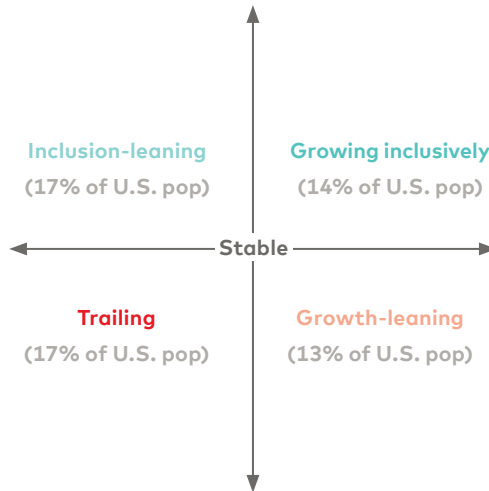 Inclusion-leaning
(17% of U.S. pop)
Growing inclusively
(14% of U.S. pop)
Stable
Trailing
(17% of U.S. pop)
Growth-leaning
(13% of U.S. pop)